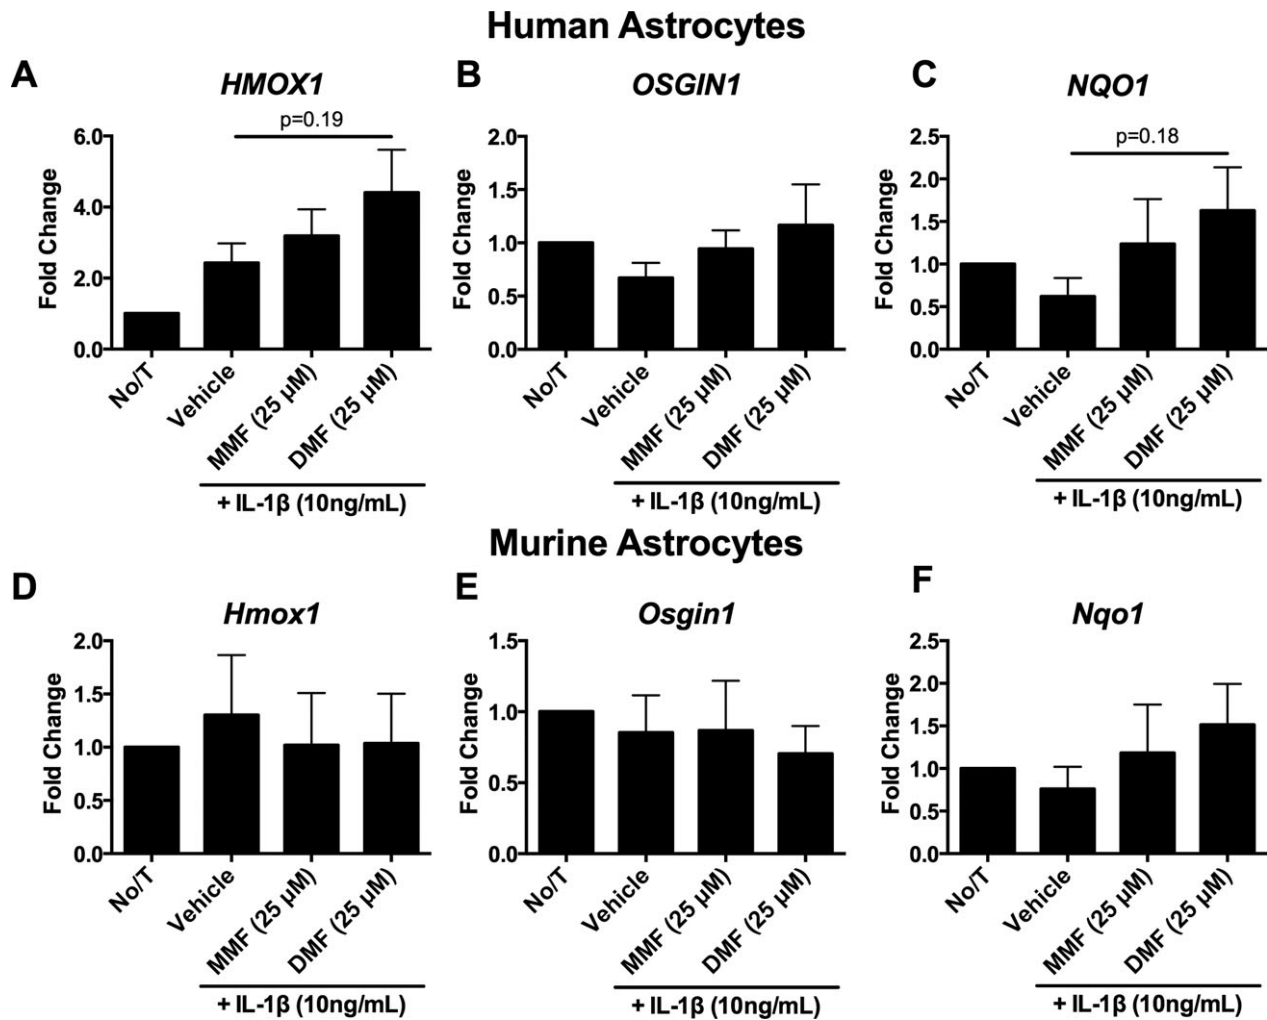 Human Astrocytes
A
HMOX1
p=0.19
Fold Change
6.0
4.0
2.0
0.0
No/T
Vehicle
MMF (25 µM)
DMF (25 µM)
+ IL-1β (10ng/mL)
B
OSGIN1
Fold Change
2.0
1.5
1.0
0.5
0.0
No/T
Vehicle
MMF (25 µM)
DMF (25 µM)
+ IL-1β (10ng/mL)
C
NQO1
p=0.18
Fold Change
2.5
2.0
1.5
1.0
0.5
0.0
No/T
Vehicle
MMF (25 µM)
DMF (25 µM)
+ IL-1β (10ng/mL)
Murine Astrocytes
D
Hmox1
Fold Change
2.0
1.5
1.0
0.5
0.0
No/T
Vehicle
MMF (25 µM)
DMF (25 µM)
+ IL-1β (10ng/mL)
E
Osgin1
Fold Change
1.5
1.0
0.5
0.0
No/T
Vehicle
MMF (25 µM)
DMF (25 µM)
+ IL-1β (10ng/mL)
F
Nqo1
Fold Change
2.5
2.0
1.5
1.0
0.5
0.0
No/T
Vehicle
MMF (25 µM)
DMF (25 µM)
+ IL-1β (10ng/mL)